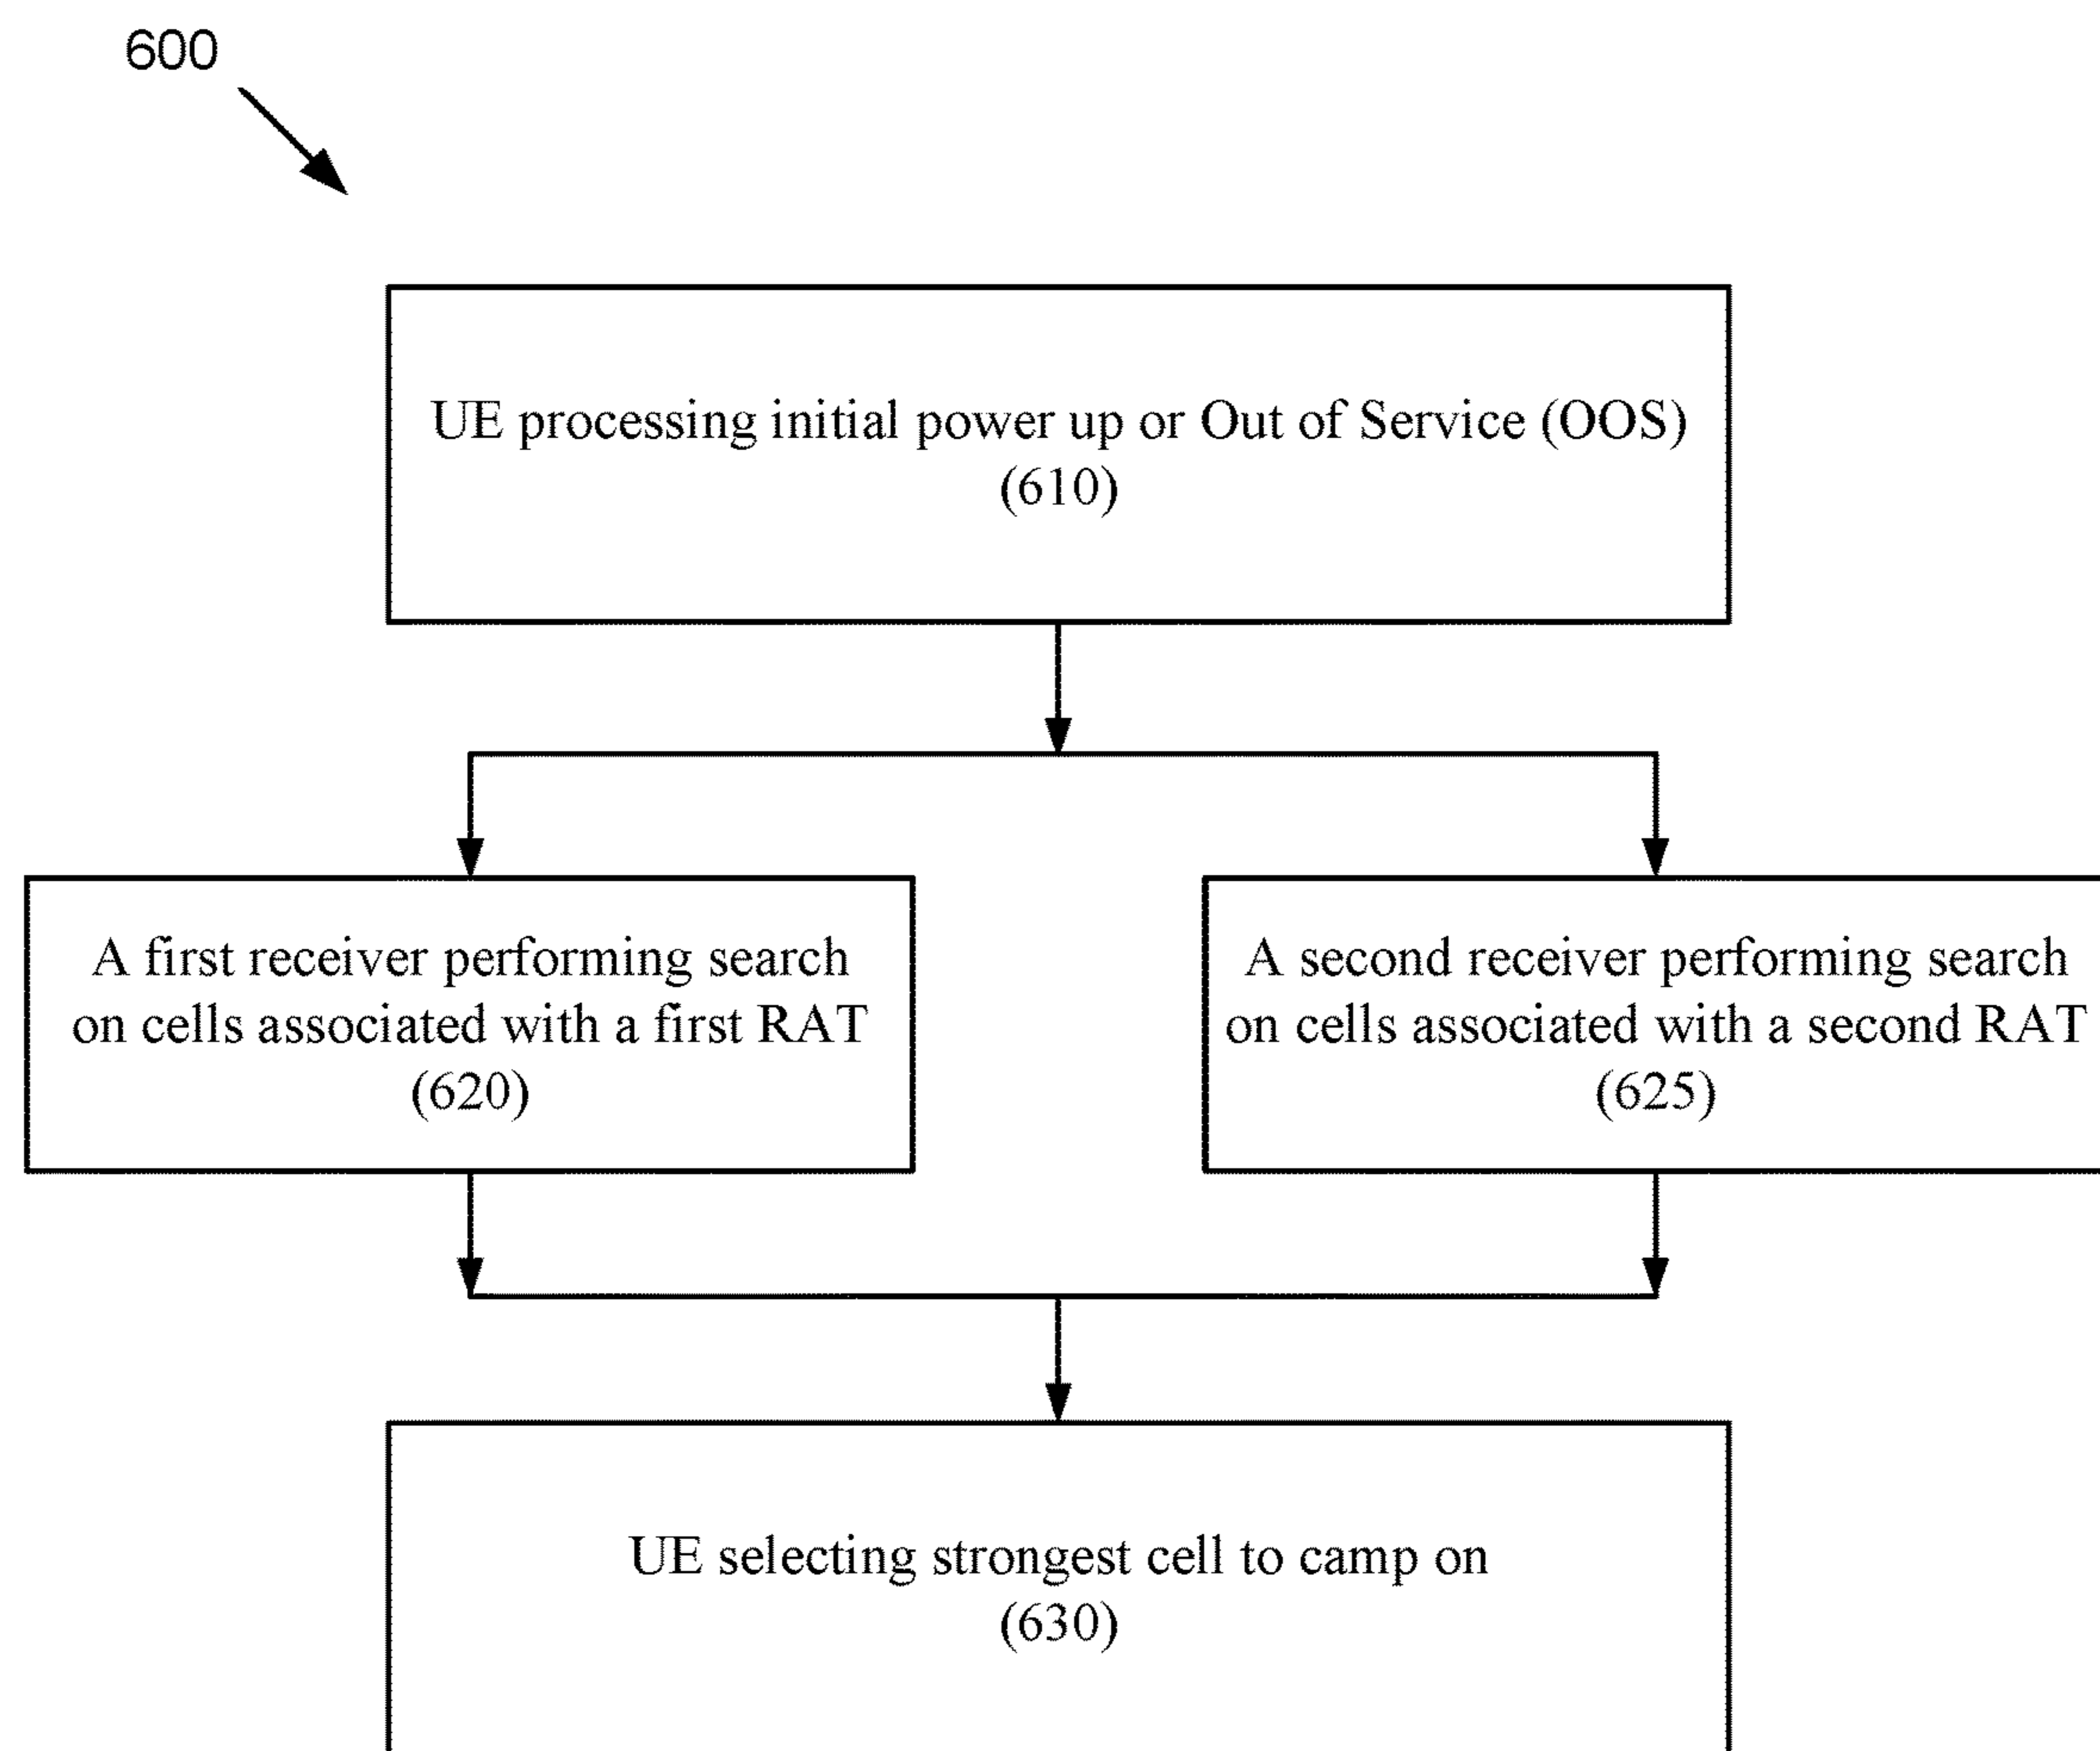 600
UE processing initial power up or Out of Service (OOS)
(610)
A first receiver performing search
on cells associated with a first RAT
(620)
A second receiver performing search
on cells associated with a second RAT
(625)
UE selecting strongest cell to camp on
(630)